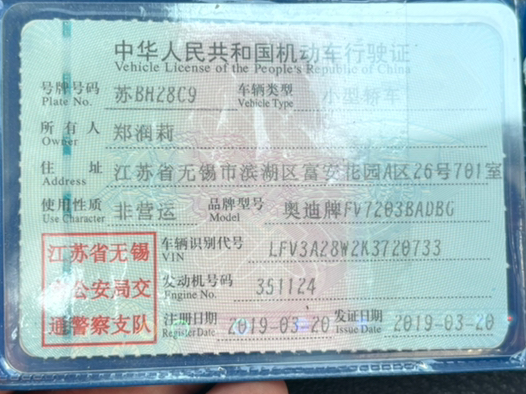 中华人民共和国机动车行驶证
Vehicle License of the People's Republic of China
号牌号码 苏BH28C9 车辆类型 小型轿车
Plate No. Vehicle Type
所有人 郑润莉
Owner
住址 江苏省无锡市滨湖区富安花园A区26号701室
Address
使用性质 非营运 品牌型号 奥迪牌FV7203BADBG
Use Character Model
江苏省无锡 车辆识别代号 LFV3A28W2K3720733
VIN
公安局交 发动机号码 351124
Engine No.
通警察支队 注册日期 2019-03-20 发证日期 2019-03-20
Register Date Issue Date